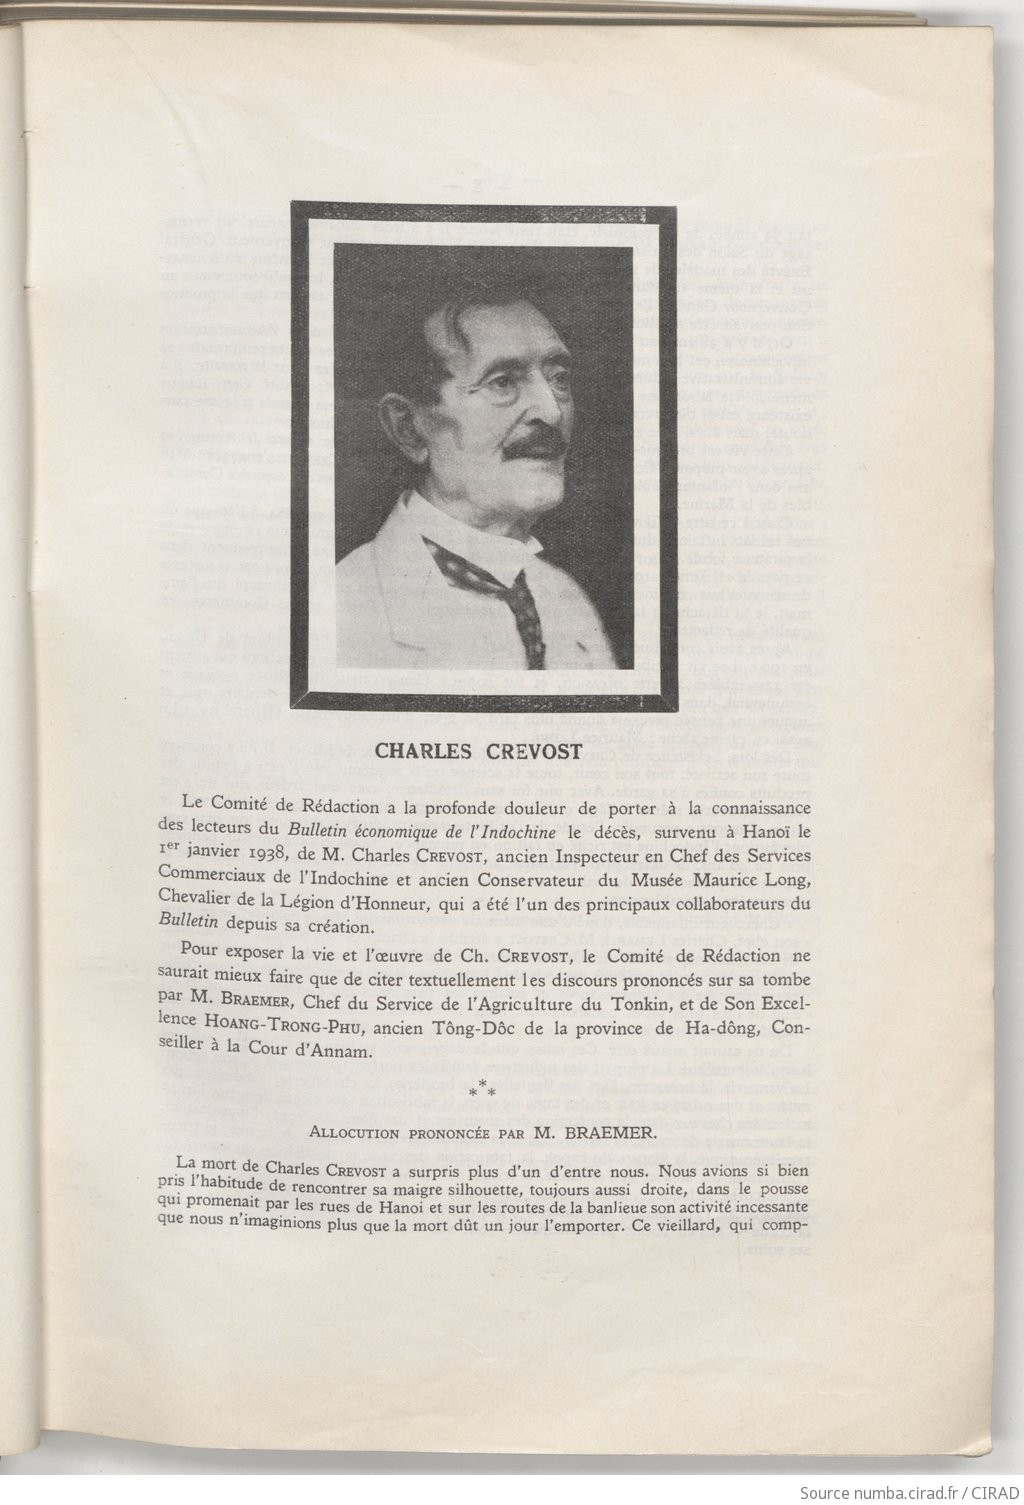 CHARLES CREVOST
Le Comité de Rédaction a la profonde douleur de porter à la connaissance
des lecteurs du Bulletin économique de l'Indochine le décès, survenu à Hanoï le
1er janvier 1938, de M. Charles CREVOST, ancien Inspecteur en Chef des Services
Commerciaux de l'Indochine et ancien Conservateur du Musée Maurice Long,
Chevalier de la Légion d'Honneur, qui a été l'un des principaux collaborateurs du
Bulletin depuis sa création.
Pour exposer la vie et l'œuvre de Ch. CREVOST, le Comité de Rédaction ne
saurait mieux faire que de citer textuellement les discours prononcés sur sa tombe
par M. BRAEMER, Chef du Service de l'Agriculture du Tonkin, et de Son Excel-
lence HOANG-TRONG-PHU, ancien Tông-Dôc de la province de Ha-dông, Con-
seiller à la Cour d'Annam.
***
ALLOCUTION PRONONCÉE PAR M. BRAEMER.
La mort de Charles CREVOST a surpris plus d'un d'entre nous. Nous avions si bien
pris l'habitude de rencontrer sa maigre silhouette, toujours aussi droite, dans le pousse
qui promenait par les rues de Hanoi et sur les routes de la banlieue son activité incessante
que nous n'imaginions plus que la mort dût un jour l'emporter. Ce vieillard, qui comp-
Source numba.cirad.fr / CIRAD